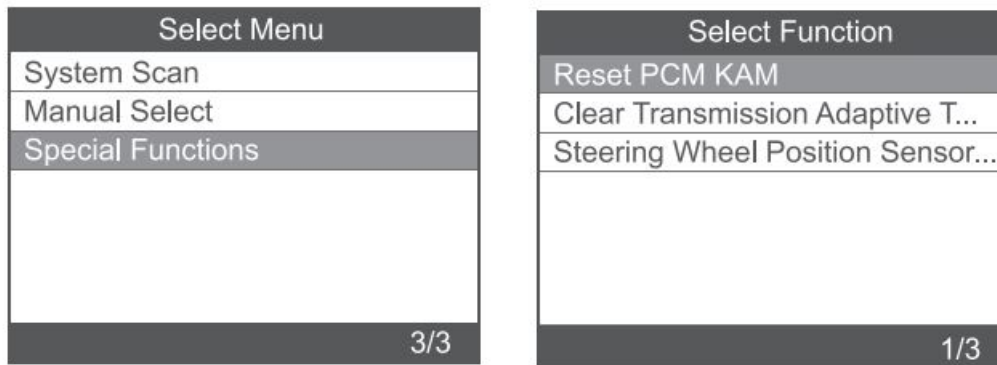 Select Menu
System Scan
Manual Select
Special Functions
3/3
Select Function
Reset PCM KAM
Clear Transmission Adaptive T...
Steering Wheel Position Sensor...
1/3